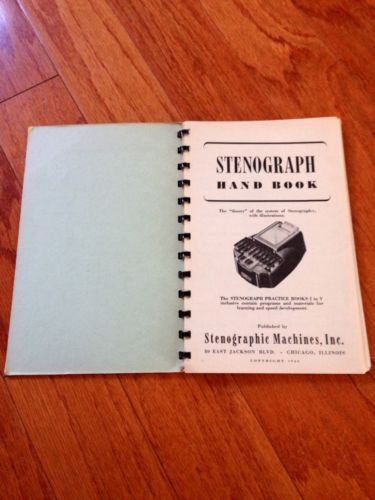 STENOGRAPH
HAND BOOK
The "theory" of the system of Stenography,
with illustrations.
The STENOGRAPH PRACTICE BOOKS I to V
inclusive contain programs and materials for
learning and speed development.
Published by
Stenographic Machines, Inc.
80 EAST JACKSON BLVD. - CHICAGO, ILLINOIS
COPYRIGHT